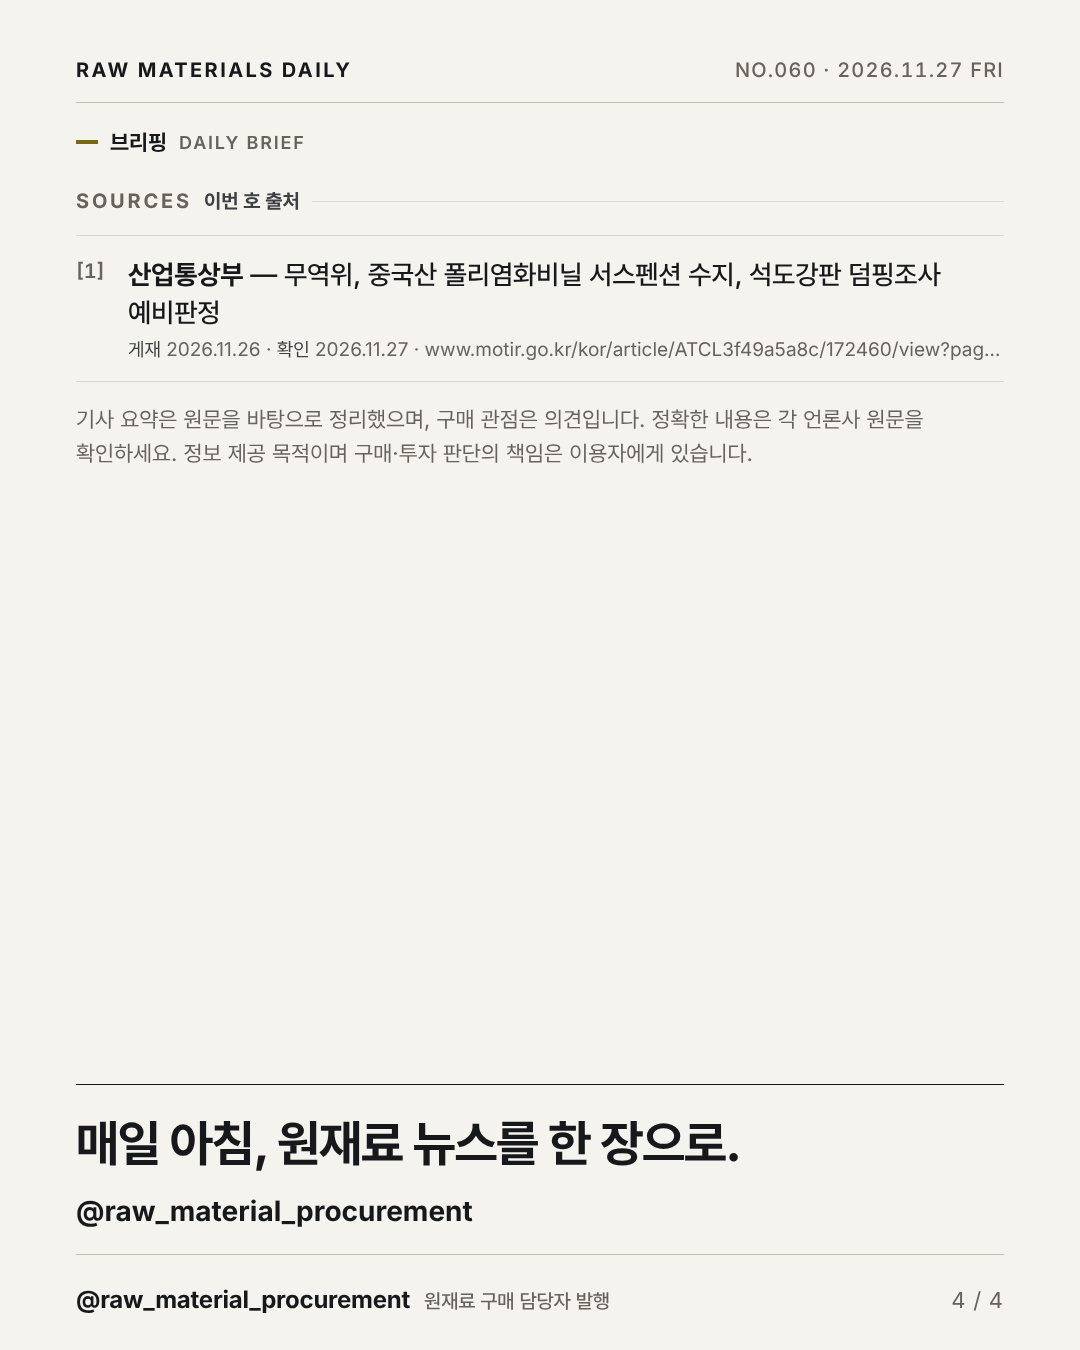 RAW MATERIALS DAILY
NO.060 · 2026.11.27 FRI
브리핑 DAILY BRIEF
SOURCES 이번 호 출처
[1] 산업통상부 — 무역위, 중국산 폴리염화비닐 서스펜션 수지, 석도강판 덤핑조사
예비판정
게재 2026.11.26 · 확인 2026.11.27 · www.motir.go.kr/kor/article/ATCL3f49a5a8c/172460/view?pag...
기사 요약은 원문을 바탕으로 정리했으며, 구매 관점은 의견입니다. 정확한 내용은 각 언론사 원문을
확인하세요. 정보 제공 목적이며 구매·투자 판단의 책임은 이용자에게 있습니다.
매일 아침, 원재료 뉴스를 한 장으로.
@raw_material_procurement
@raw_material_procurement 원재료 구매 담당자 발행
4 / 4